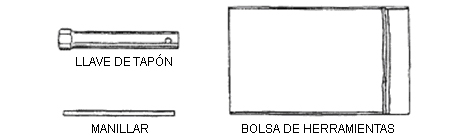 LLAVE DE TAPÓN
MANILLAR
BOLSA DE HERRAMIENTAS